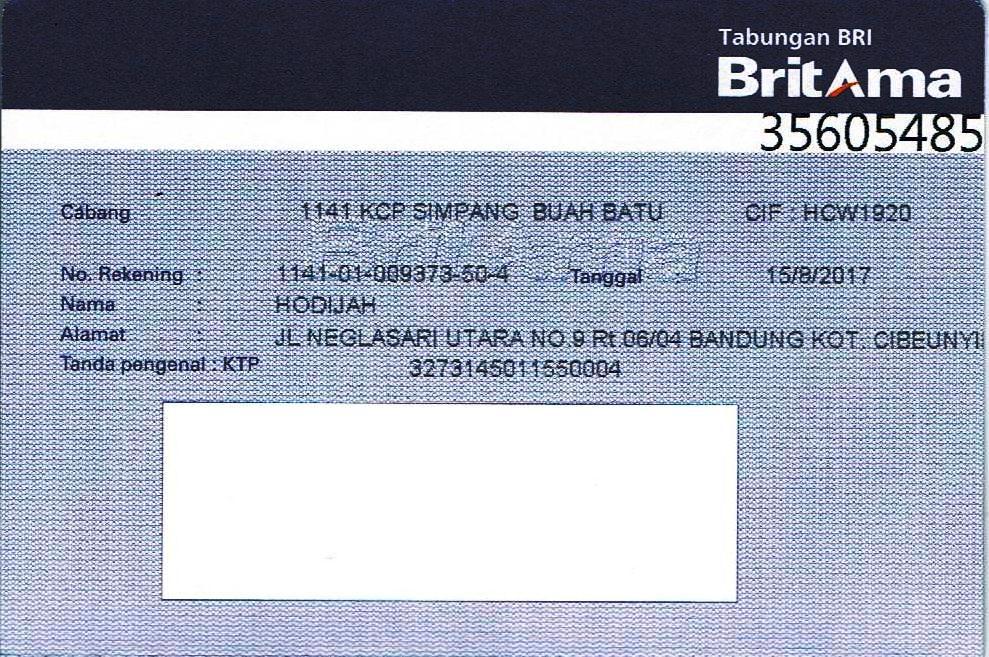 Tabungan BRI
BritAma
35605485
Cabang 1141 KCP SIMPANG BUAH BATU CIF : HCW1920
No. Rekening : 1141-01-009373-50-4 Tanggal : 15/8/2017
Nama : HODIJAH
Alamat : JL NEGLASARI UTARA NO.9 Rt.06/04 BANDUNG KOT. CIBEUNYI
Tanda pengenal : KTP 3273145011550004